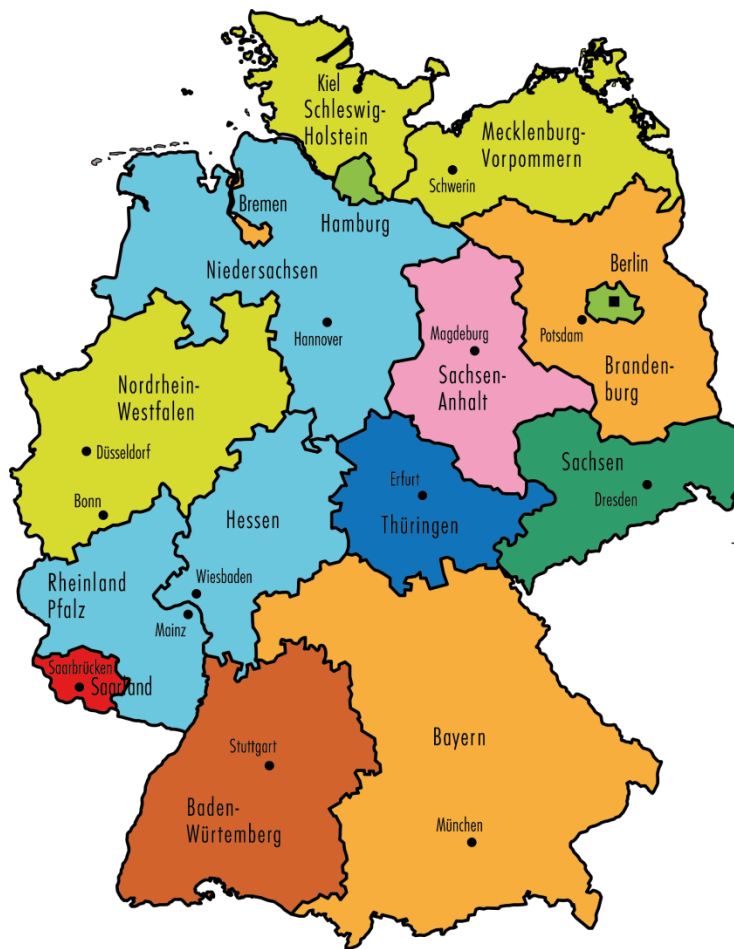 Kiel
Schleswig-
Holstein
Mecklenburg-
Vorpommern
Schwerin
Bremen
Hamburg
Niedersachsen
Berlin
Hannover
Potsdam
Magdeburg
Sachsen-
Anhalt
Branden-
burg
Nordrhein-
Westfalen
Düsseldorf
Bonn
Sachsen
Dresden
Erfurt
Thüringen
Hessen
Wiesbaden
Rheinland
Pfalz
Mainz
Saarbrücken
Saarland
Stuttgart
Bayern
Baden-
Würtemberg
München